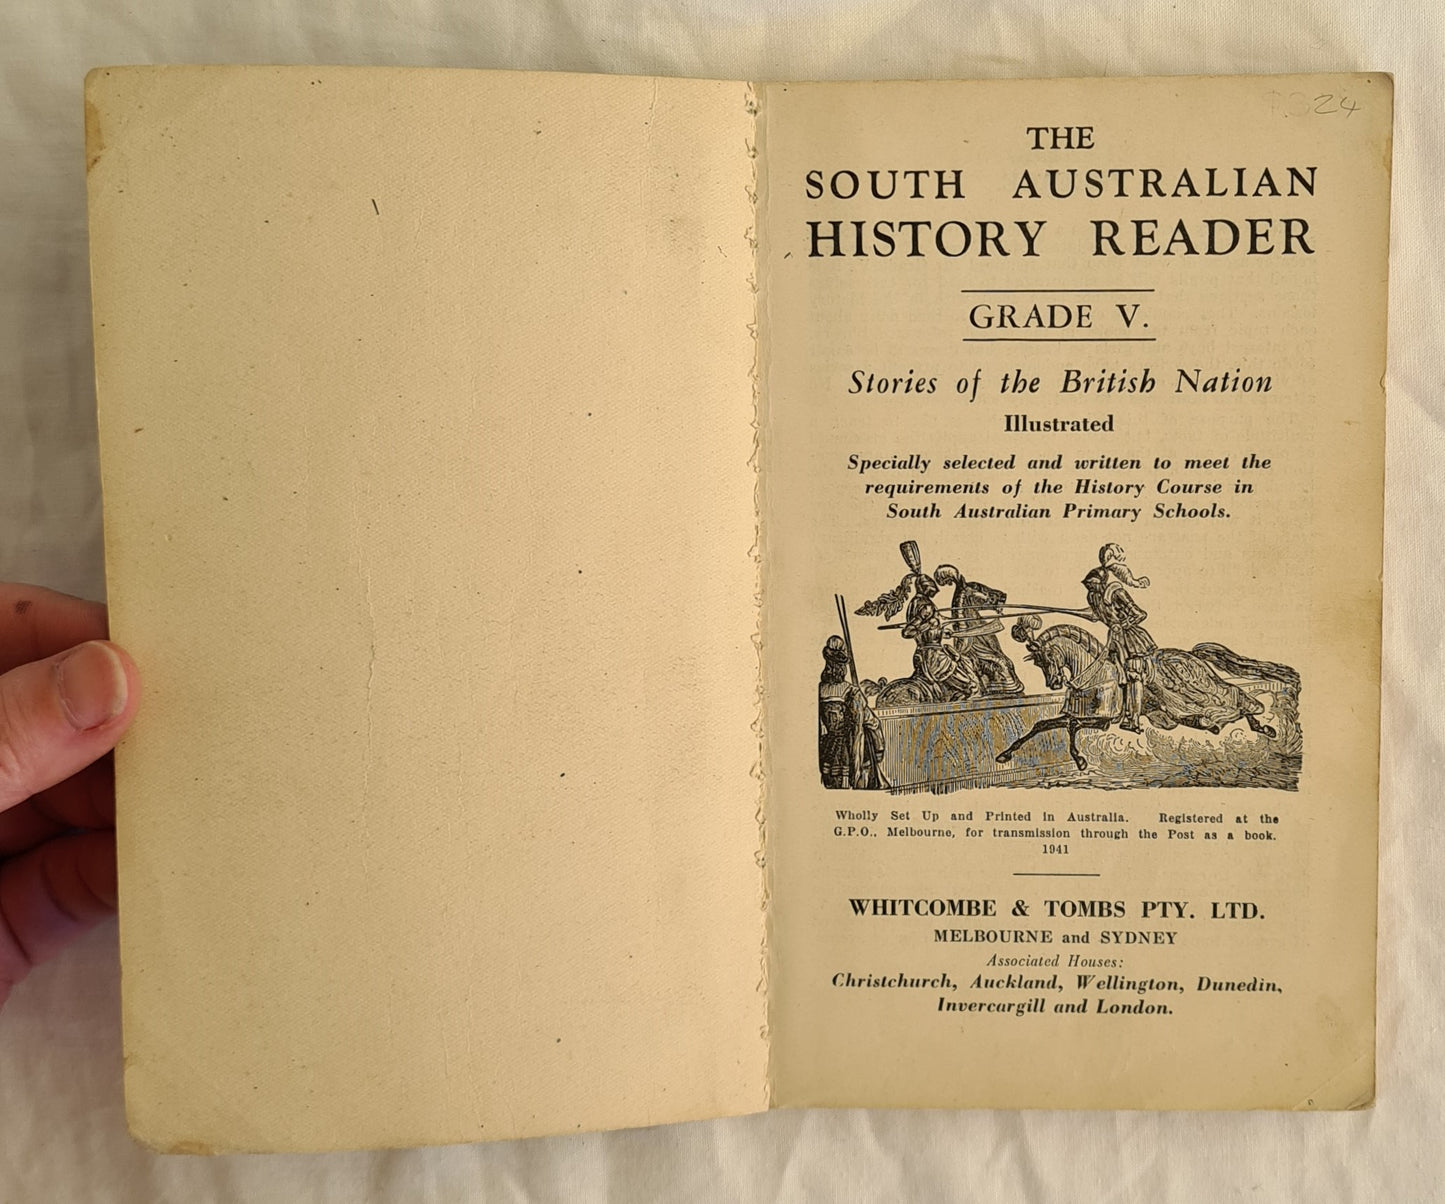 24
THE
SOUTH AUSTRALIAN
HISTORY READER
GRADE V.
Stories of the British Nation
Illustrated
Specially selected and written to meet the
requirements of the History Course in
South Australian Primary Schools.
Wholly Set Up and Printed in Australia. Registered at the
G.P.O., Melbourne, for transmission through the Post as a book.
1941
WHITCOMBE & TOMBS PTY. LTD.
MELBOURNE and SYDNEY
Associated Houses:
Christchurch, Auckland, Wellington, Dunedin,
Invercargill and London.